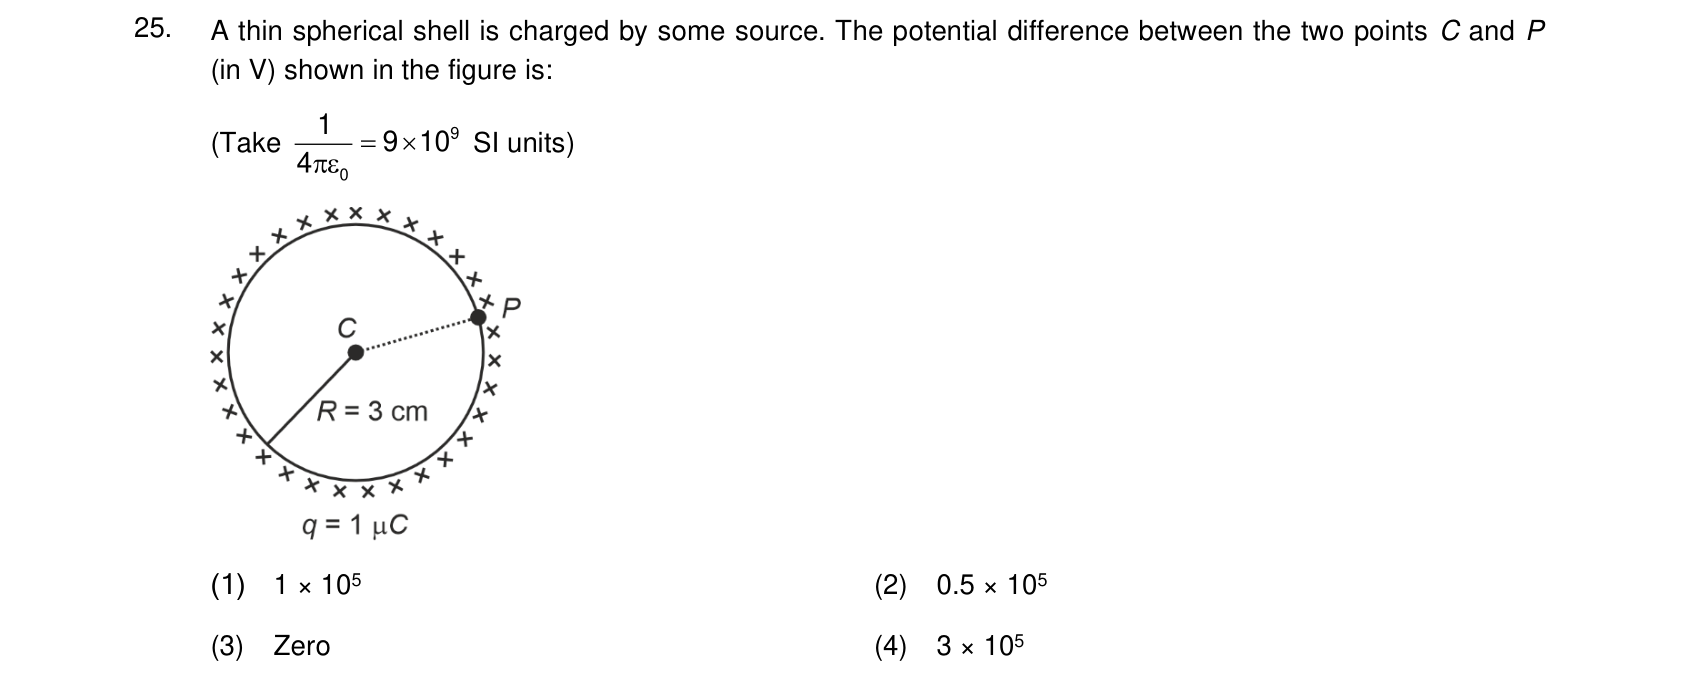 25. A thin spherical shell is charged by some source. The potential difference between the two points C and P
(in V) shown in the figure is:
(Take 1/4πε₀ = 9×10⁹ SI units)
P
C
R = 3 cm
q = 1 μC
(1) 1 × 10⁵ (2) 0.5 × 10⁵
(3) Zero (4) 3 × 10⁵